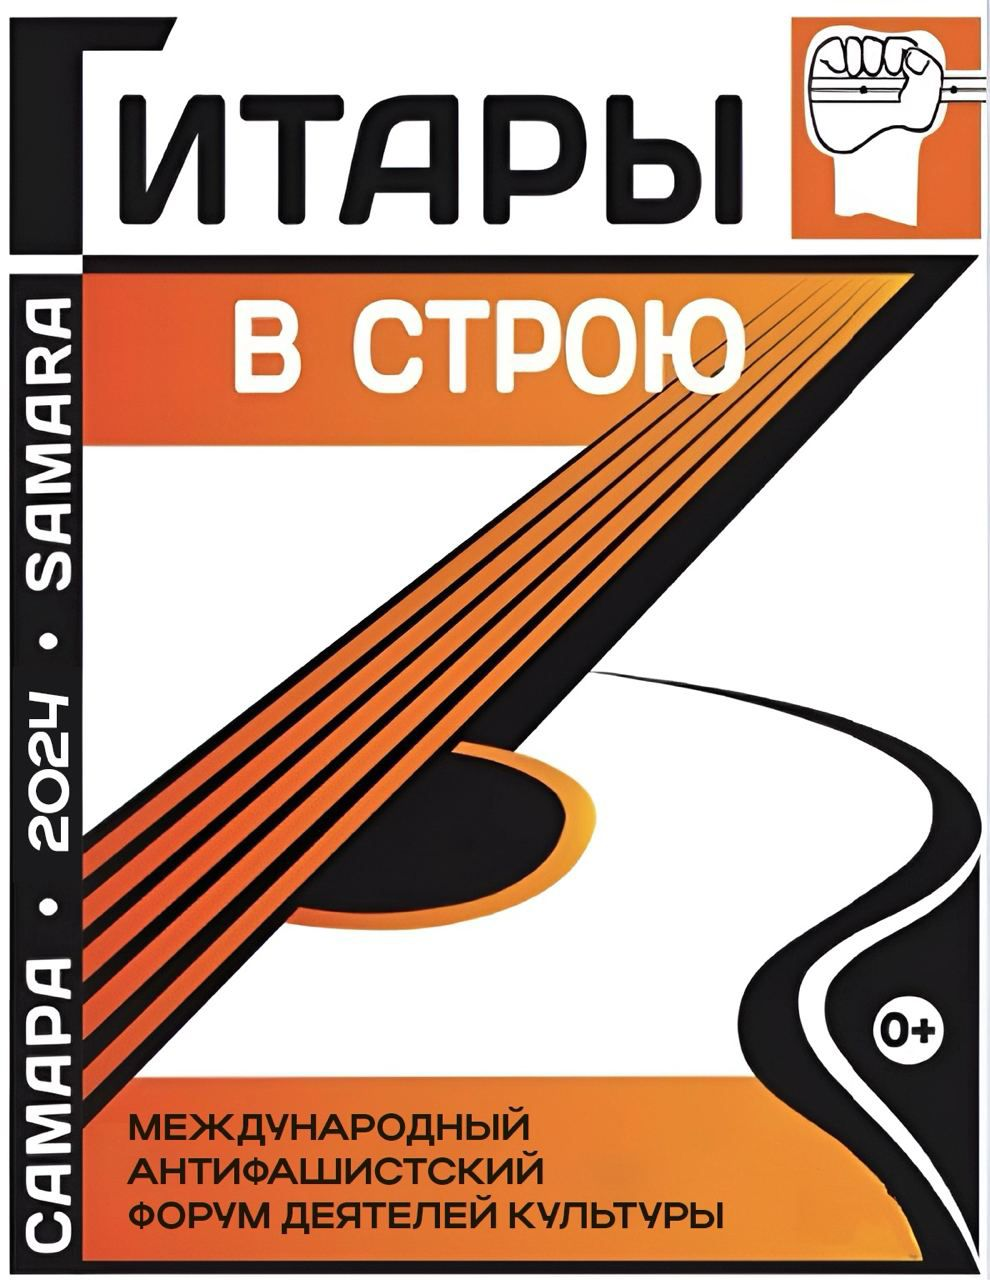 ГИТАРЫ
В СТРОЮ
САМАРА • 2024 • SAMARA
0+
МЕЖДУНАРОДНЫЙ
АНТИФАШИСТСКИЙ
ФОРУМ ДЕЯТЕЛЕЙ КУЛЬТУРЫ